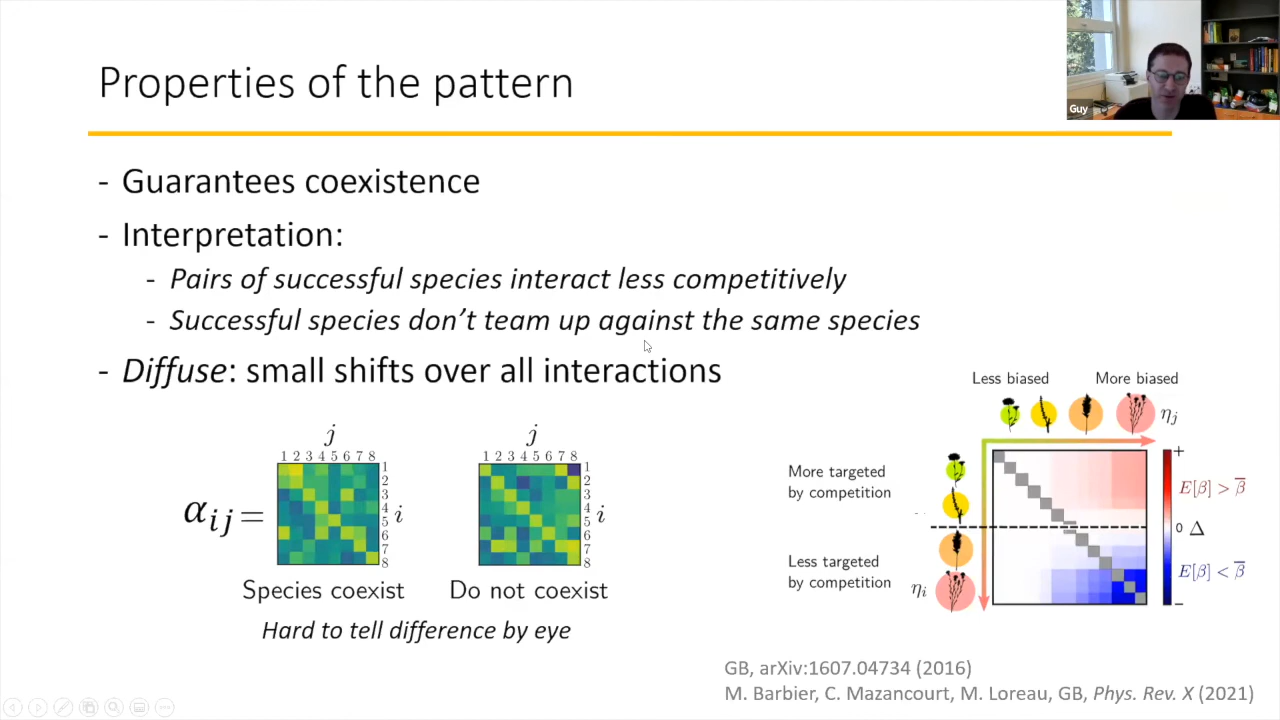 Properties of the pattern
Guy
- Guarantees coexistence
- Interpretation:
- Pairs of successful species interact less competitively
- Successful species don't team up against the same species
- Diffuse: small shifts over all interactions
Less biased More biased
η_j
j j
1 2 3 4 5 6 7 8 1 2 3 4 5 6 7 8
1 1
2 2
3 3
α_{ij} = 4 i 4 i
5 5
6 6
7 7
8 8
Species coexist Do not coexist
Hard to tell difference by eye
More targeted
by competition
Less targeted
by competition
η_i
+
E[β] > β̅
0 Δ
E[β] < β̅
−
GB, arXiv:1607.04734 (2016)
M. Barbier, C. Mazancourt, M. Loreau, GB, Phys. Rev. X (2021)